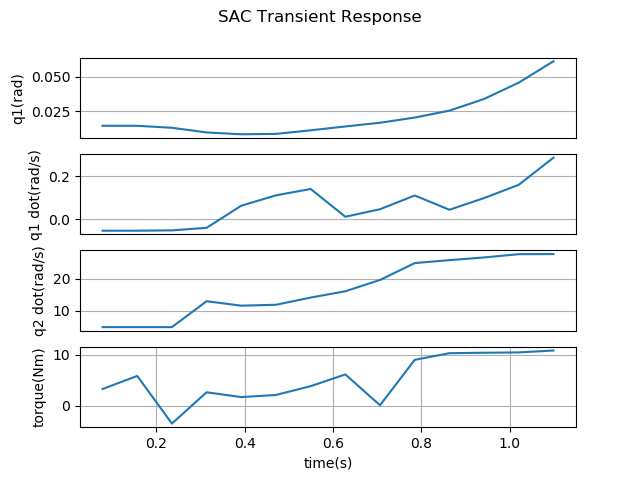 SAC Transient Response
q1(rad)
0.050
0.025
q1 dot(rad/s)
0.2
0.0
q2 dot(rad/s)
20
10
torque(Nm)
10
0
0.2 0.4 0.6 0.8 1.0
time(s)